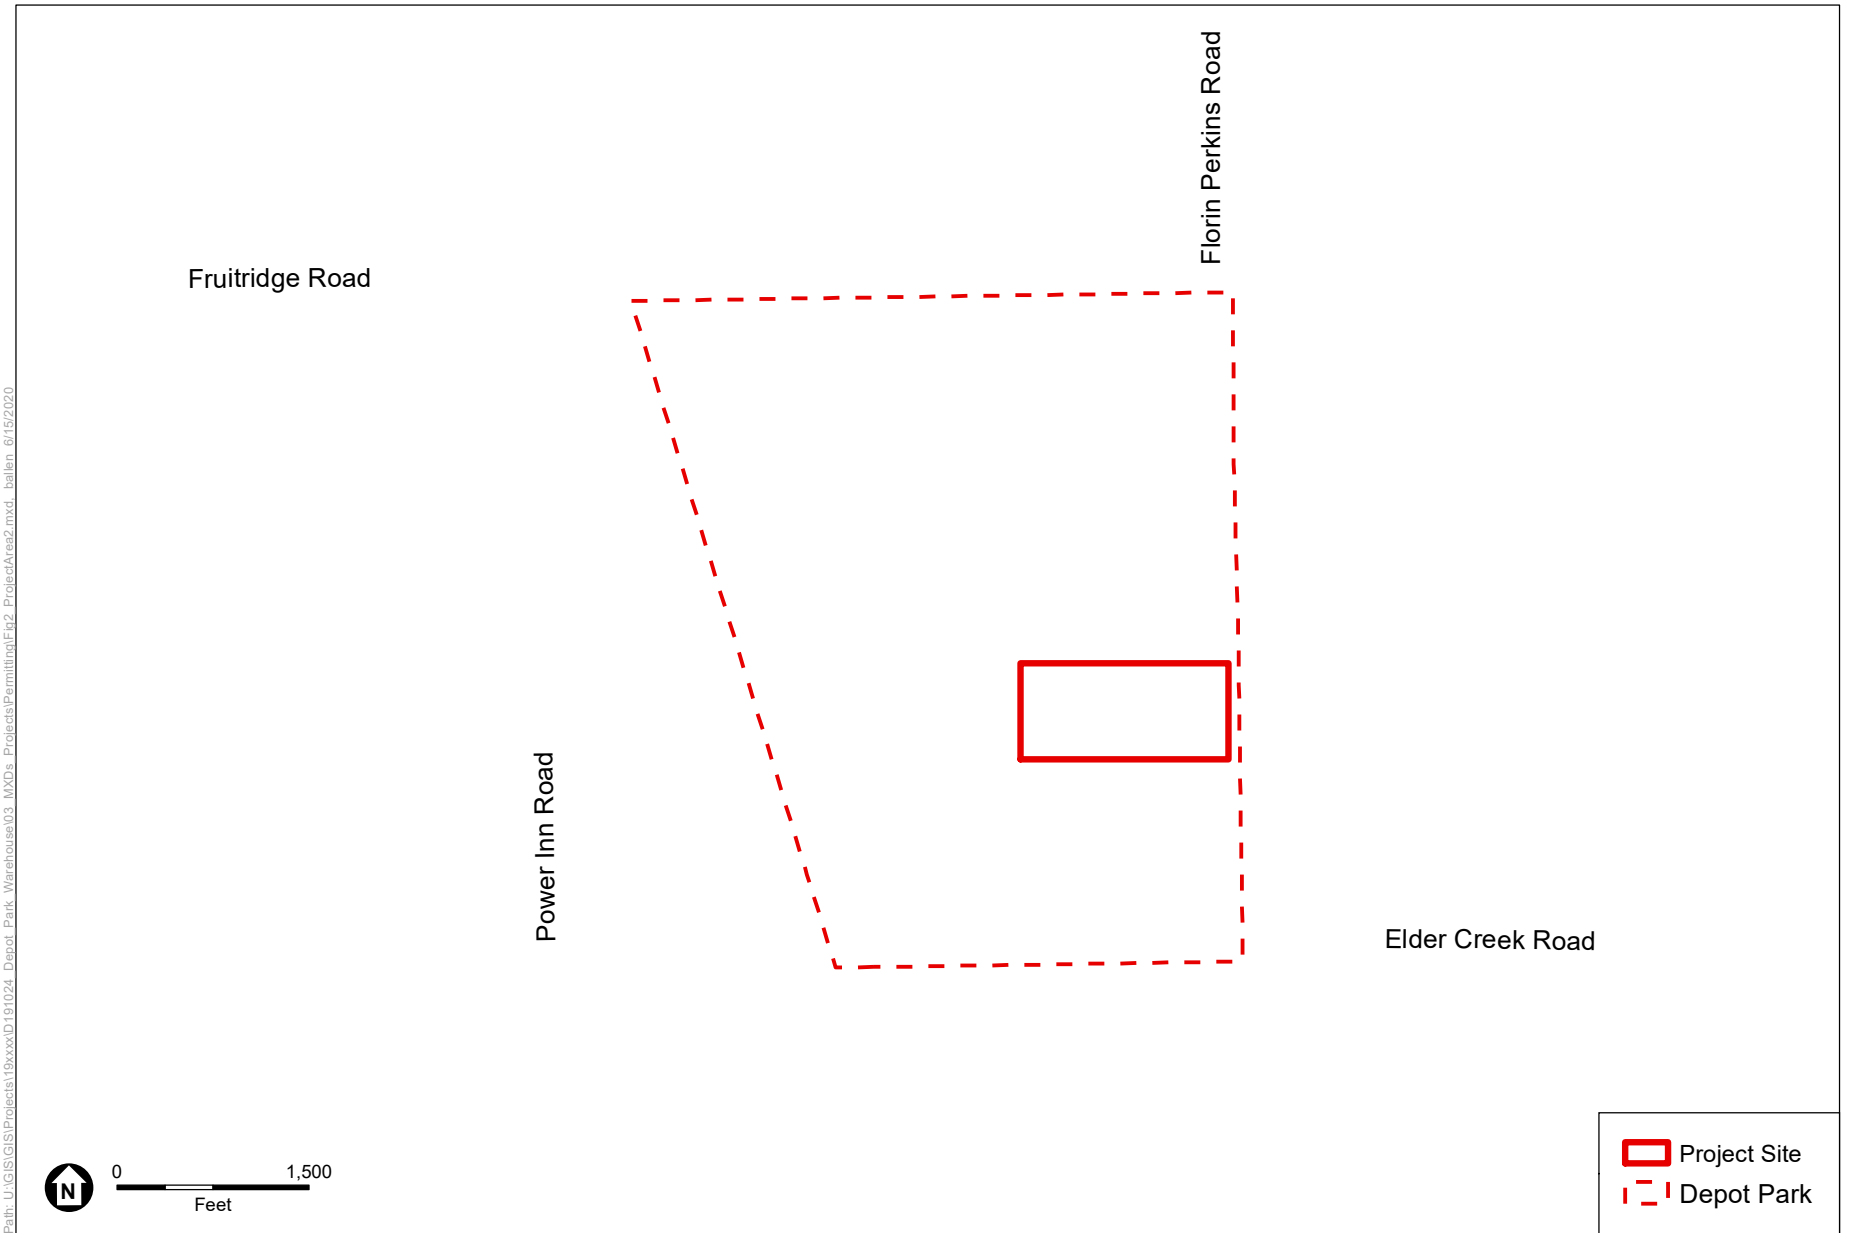 Florin Perkins Road
Fruitridge Road
Power Inn Road
Elder Creek Road
N
0 1,500
Feet
Project Site
Depot Park
Path: U:\GIS\GIS\Projects\19xxxx\D191024_Depot_Park_Warehouse\03_MXDs_Projects\Permitting\Fig2_ProjectArea2.mxd, ballen 6/15/2020